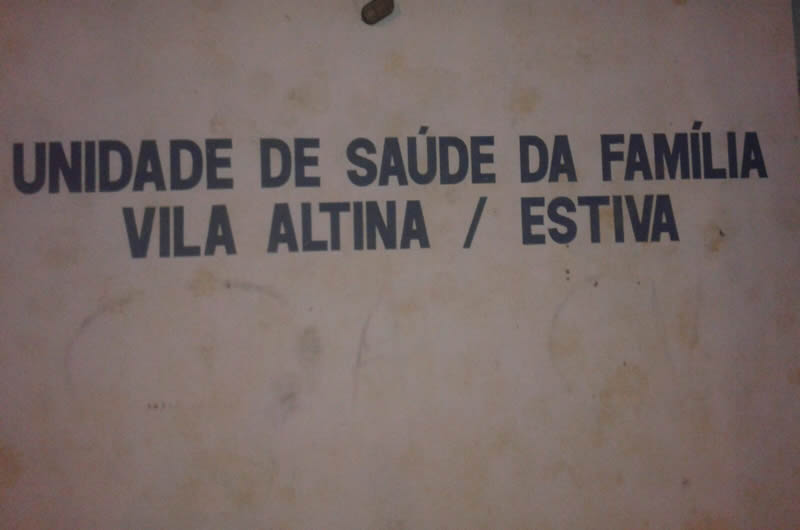 UNIDADE DE SAÚDE DA FAMÍLIA
VILA ALTINA / ESTIVA